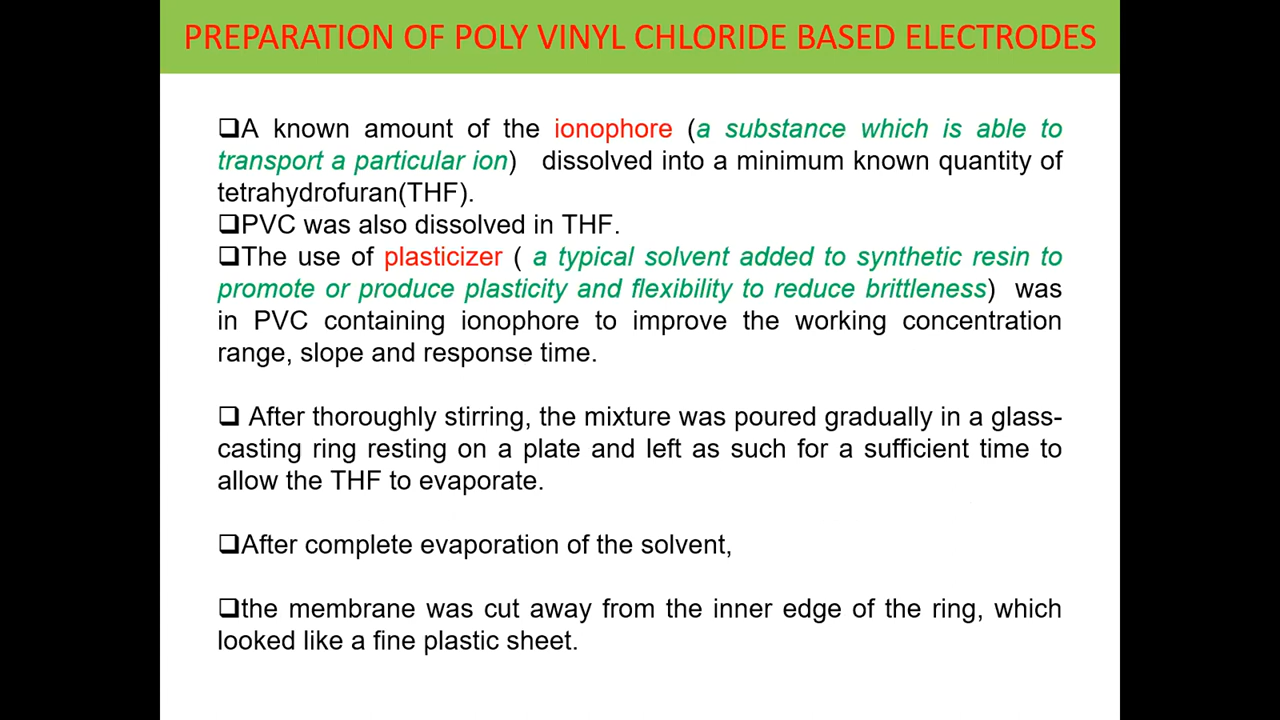 PREPARATION OF POLY VINYL CHLORIDE BASED ELECTRODES
❑A known amount of the ionophore (a substance which is able to
transport a particular ion) dissolved into a minimum known quantity of
tetrahydrofuran(THF).
❑PVC was also dissolved in THF.
❑The use of plasticizer ( a typical solvent added to synthetic resin to
promote or produce plasticity and flexibility to reduce brittleness) was
in PVC containing ionophore to improve the working concentration
range, slope and response time.
❑ After thoroughly stirring, the mixture was poured gradually in a glass-
casting ring resting on a plate and left as such for a sufficient time to
allow the THF to evaporate.
❑After complete evaporation of the solvent,
❑the membrane was cut away from the inner edge of the ring, which
looked like a fine plastic sheet.